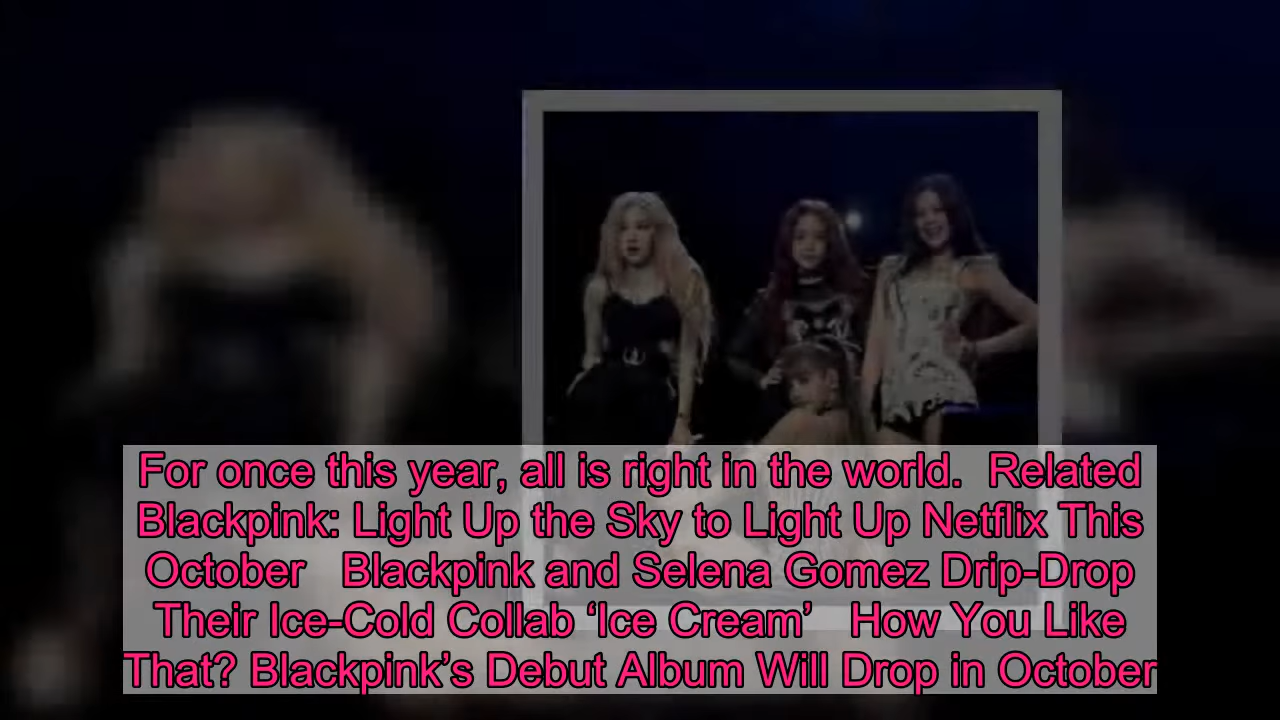 For once this year, all is right in the world.  Related
Blackpink: Light Up the Sky to Light Up Netflix This
October   Blackpink and Selena Gomez Drip-Drop
Their Ice-Cold Collab ‘Ice Cream’   How You Like
That? Blackpink’s Debut Album Will Drop in October